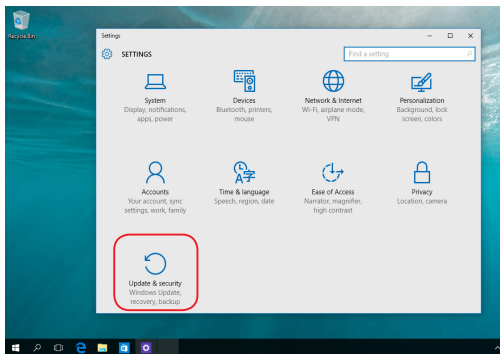 Recycle Bin
Settings
SETTINGS
Find a setting
System
Display, notifications,
apps, power
Devices
Bluetooth, printers,
mouse
Network & Internet
Wi-Fi, airplane mode,
VPN
Personalization
Background, lock
screen, colors
Accounts
Your account, sync
settings, work, family
Time & language
Speech, region, date
Ease of Access
Narrator, magnifier,
high contrast
Privacy
Location, camera
Update & security
Windows Update,
recovery, backup